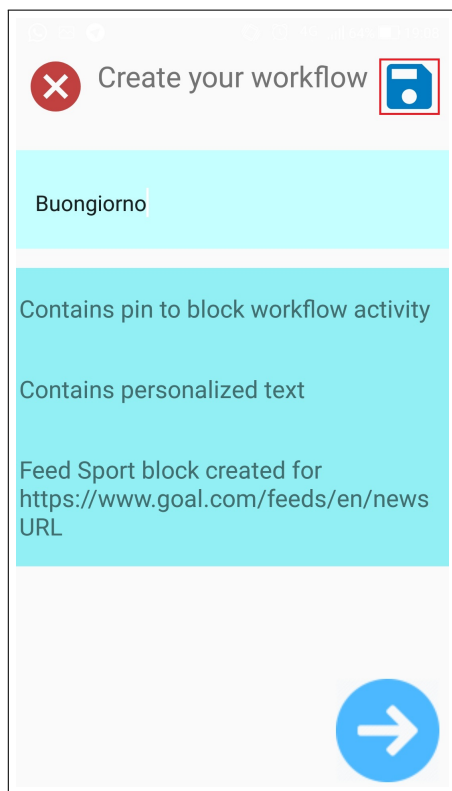 Create your workflow
Buongiorno
Contains pin to block workflow activity
Contains personalized text
Feed Sport block created for
https://www.goal.com/feeds/en/news
URL